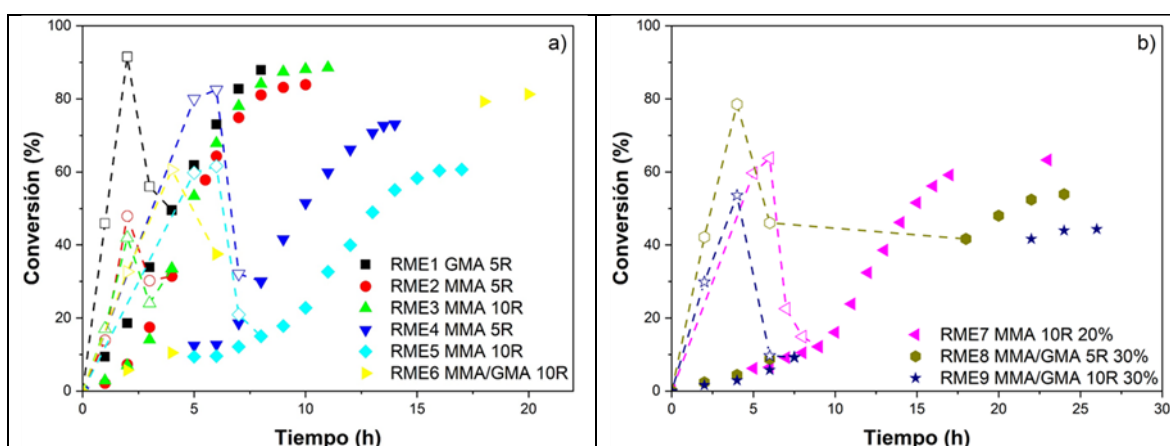 a)
Conversión (%)
100
80
60
40
20
0
RME1 GMA 5R
RME2 MMA 5R
RME3 MMA 10R
RME4 MMA 5R
RME5 MMA 10R
RME6 MMA/GMA 10R
0 5 10 15 20
Tiempo (h)
b)
Conversión (%)
100
80
60
40
20
0
RME7 MMA 10R 20%
RME8 MMA/GMA 5R 30%
RME9 MMA/GMA 10R 30%
0 5 10 15 20 25 30
Tiempo (h)